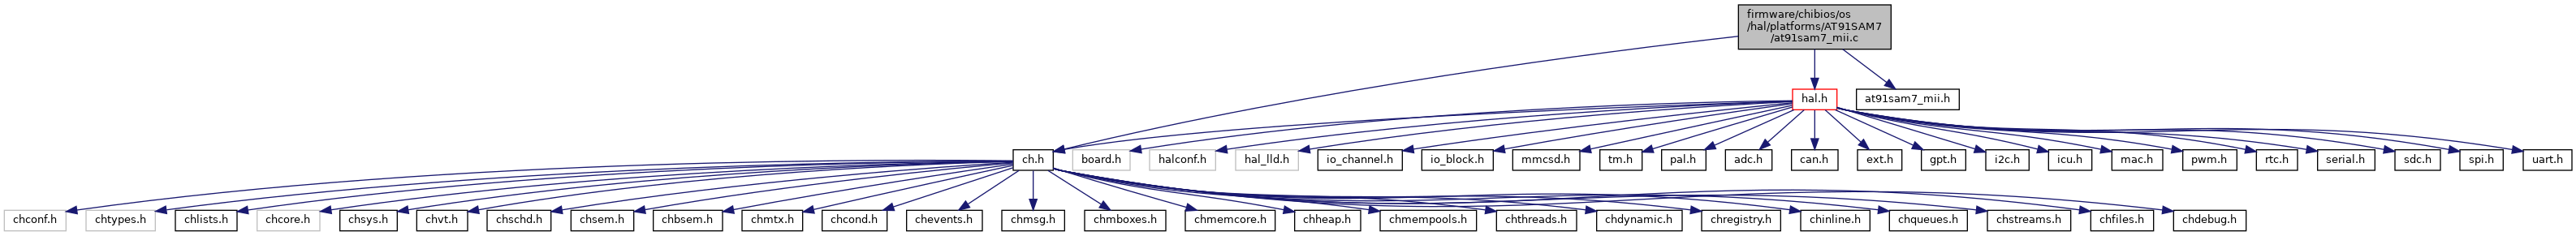 firmware/chibios/os
/hal/platforms/AT91SAM7
/at91sam7_mii.c
hal.h
at91sam7_mii.h
ch.h
board.h
halconf.h
hal_lld.h
io_channel.h
io_block.h
mmcsd.h
tm.h
pal.h
adc.h
can.h
ext.h
gpt.h
i2c.h
icu.h
mac.h
pwm.h
rtc.h
serial.h
sdc.h
spi.h
uart.h
chconf.h
chtypes.h
chlists.h
chcore.h
chsys.h
chvt.h
chschd.h
chsem.h
chbsem.h
chmtx.h
chcond.h
chevents.h
chmsg.h
chmboxes.h
chmemcore.h
chheap.h
chmempools.h
chthreads.h
chdynamic.h
chregistry.h
chinline.h
chqueues.h
chstreams.h
chfiles.h
chdebug.h